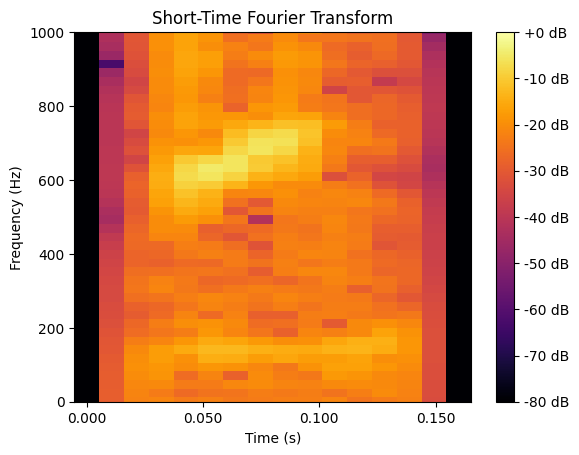 Short-Time Fourier Transform
Frequency (Hz)
1000
800
600
400
200
0
0.000
0.050
0.100
0.150
Time (s)
+0 dB
-10 dB
-20 dB
-30 dB
-40 dB
-50 dB
-60 dB
-70 dB
-80 dB